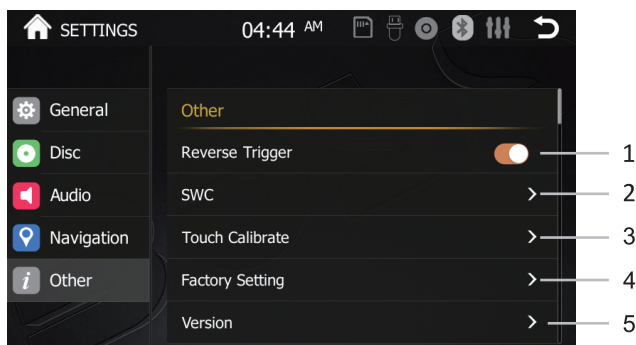 SETTINGS 04:44 AM
General
Disc
Audio
Navigation
Other
Other
Reverse Trigger 1
SWC 2
Touch Calibrate 3
Factory Setting 4
Version 5